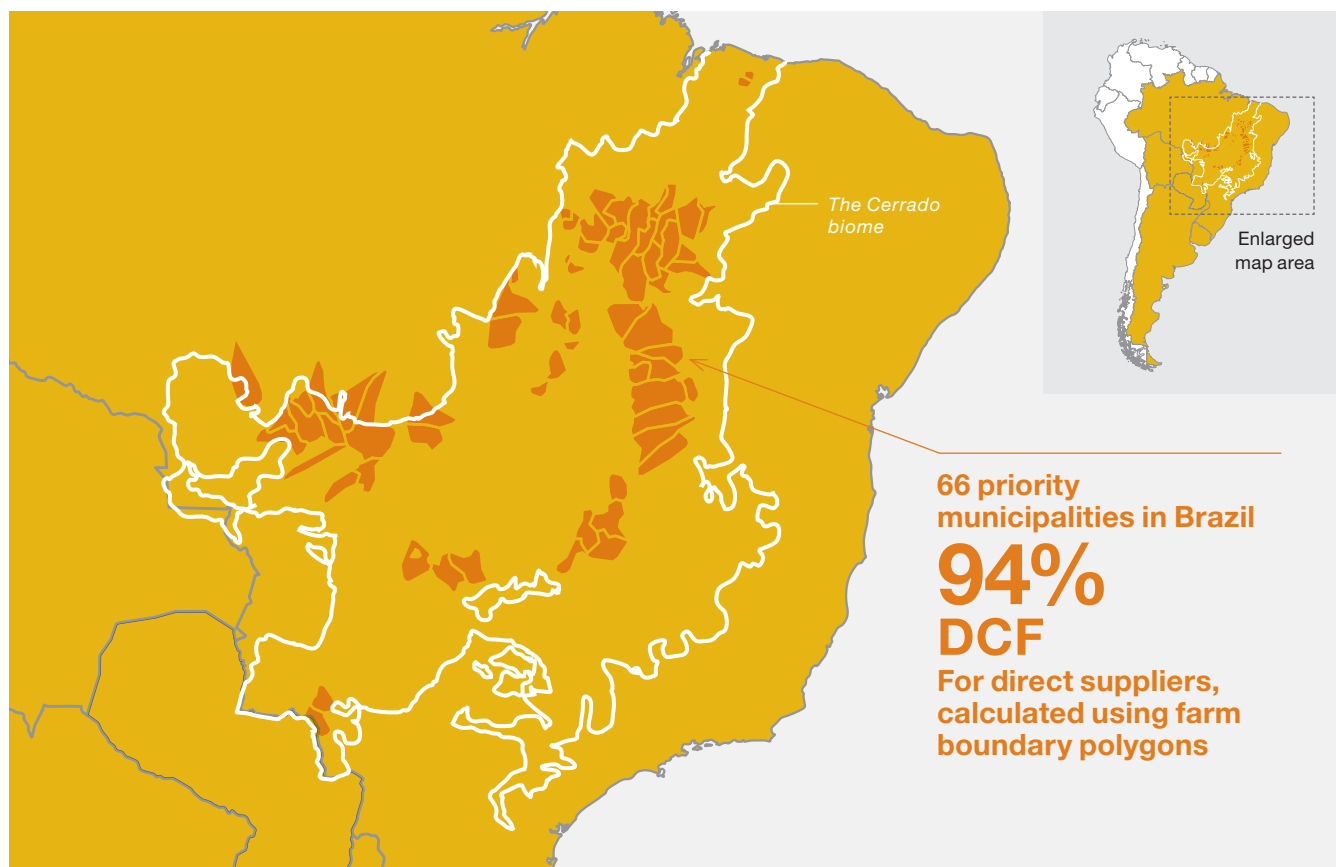 The Cerrado
biome
Enlarged
map area
66 priority
municipalities in Brazil
94%
DCF
For direct suppliers,
calculated using farm
boundary polygons